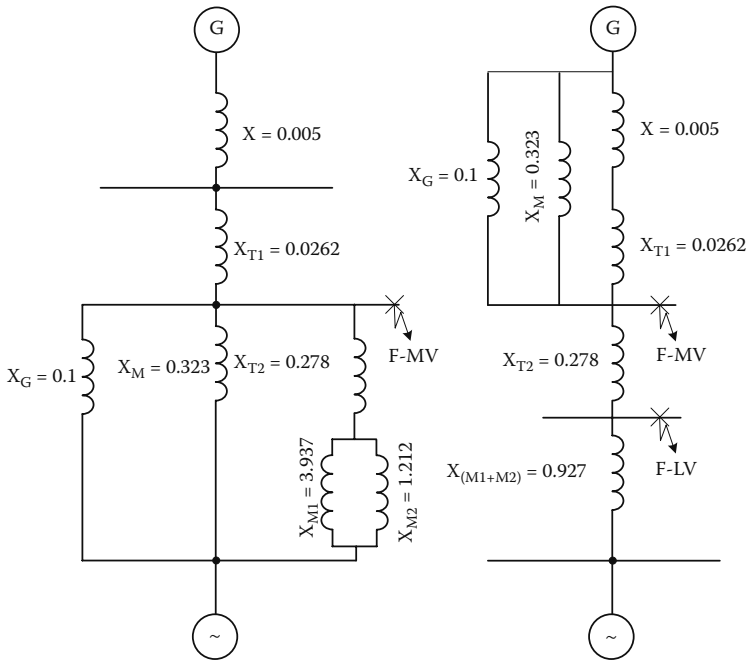 G
X = 0.005
X_T1 = 0.0262
X_G = 0.1
X_M = 0.323
X_T2 = 0.278
F-MV
X_M1 = 3.937
X_M2 = 1.212
~
G
X_G = 0.1
X_M = 0.323
X = 0.005
X_T1 = 0.0262
F-MV
X_T2 = 0.278
F-LV
X_(M1+M2) = 0.927
~